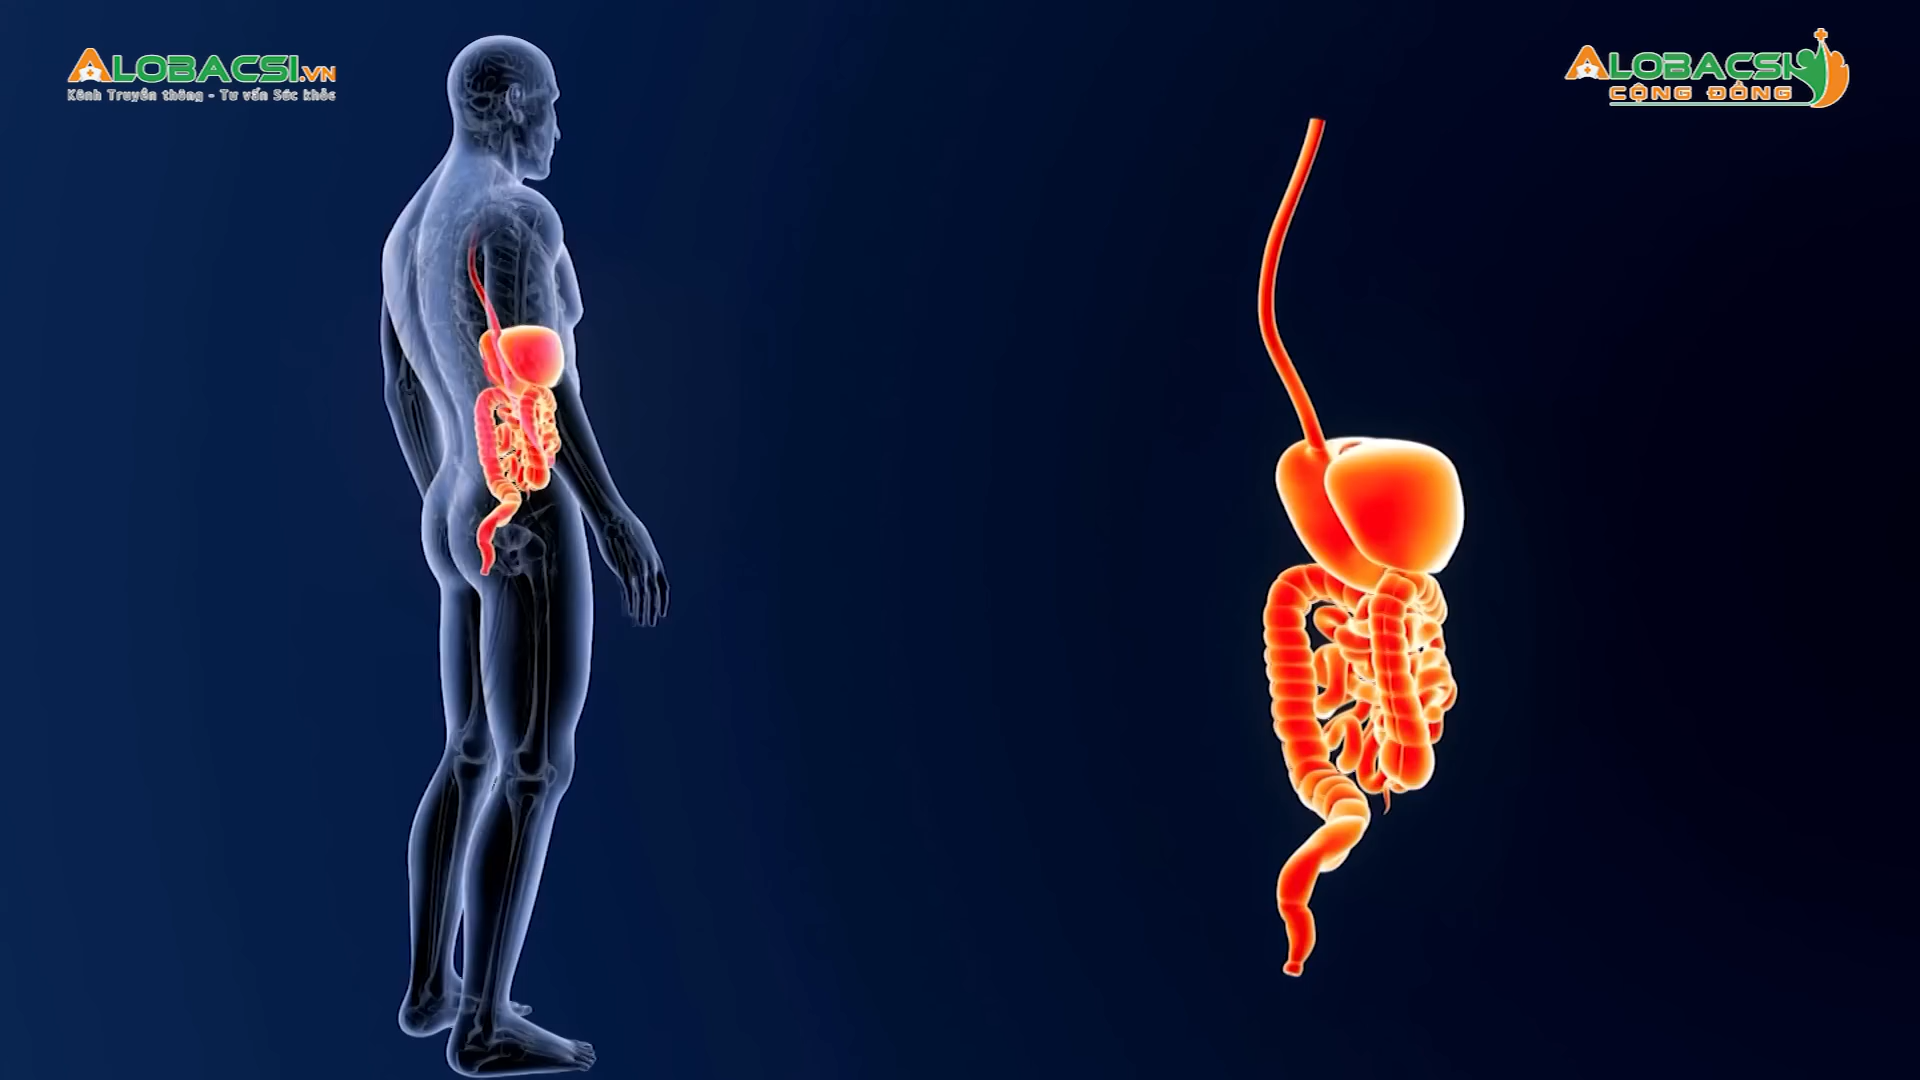 ALOBACSI.VN
Kênh Truyền thông - Tư vấn Sức khỏe
ALOBACSI
CỘNG ĐỒNG